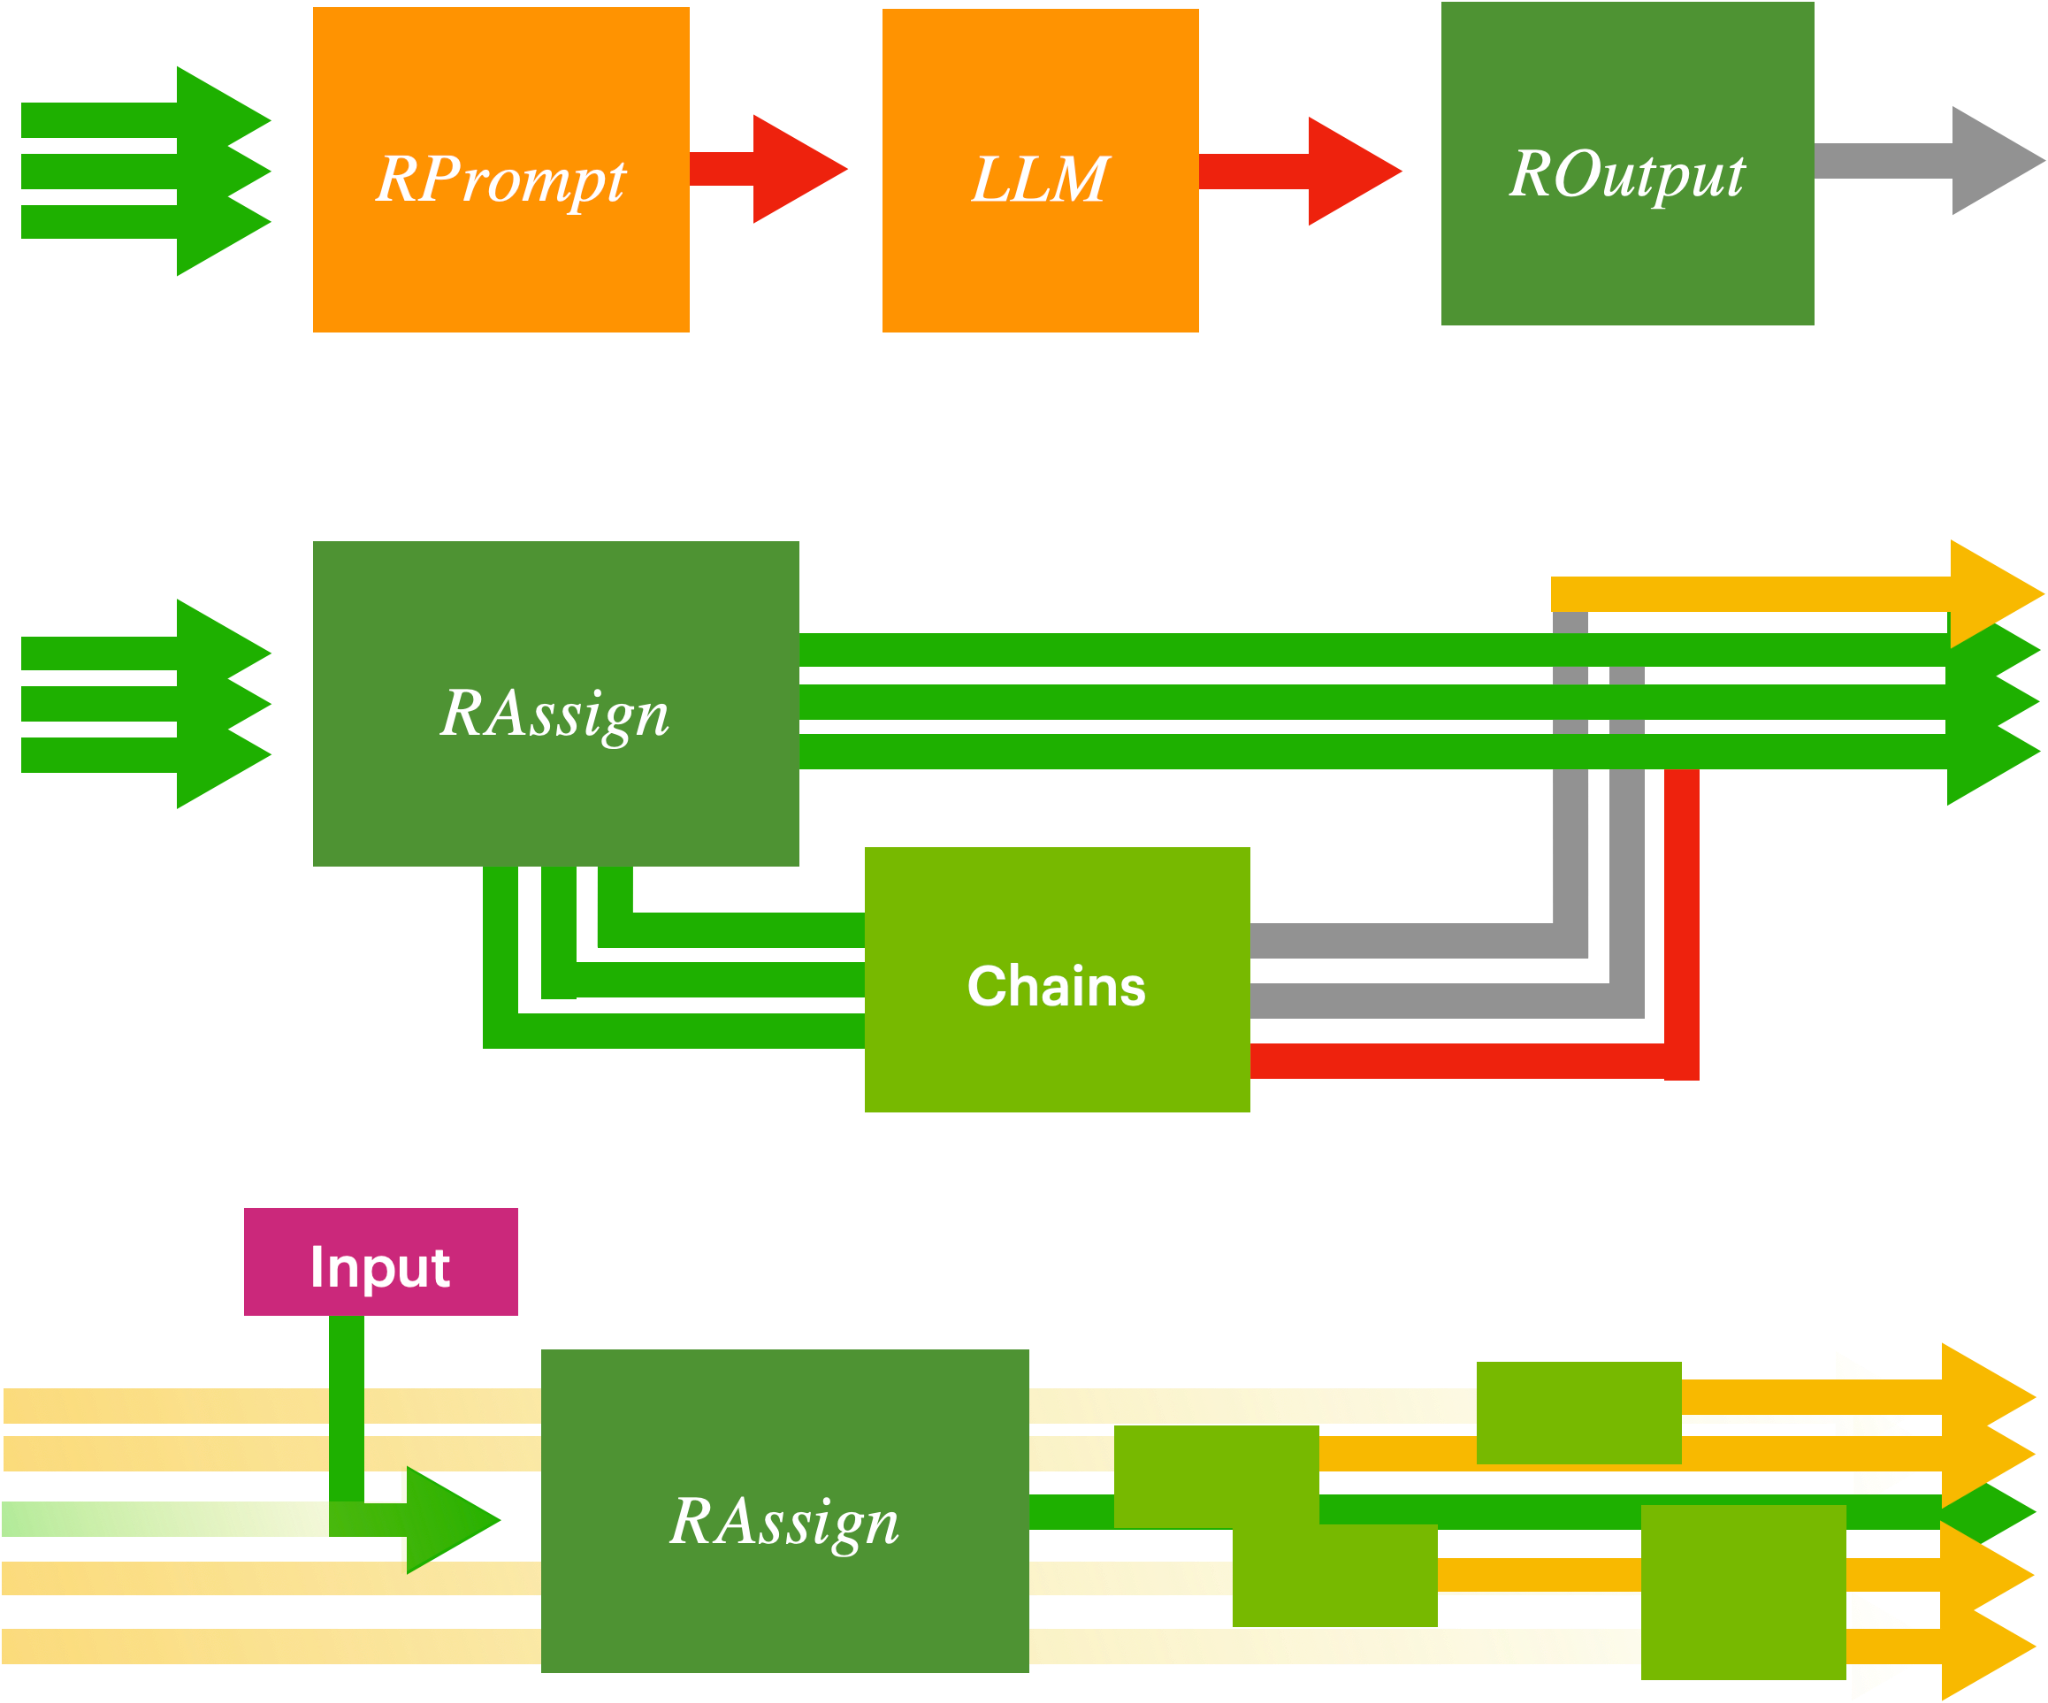 RPrompt
LLM
ROutput
RAssign
Chains
Input
RAssign